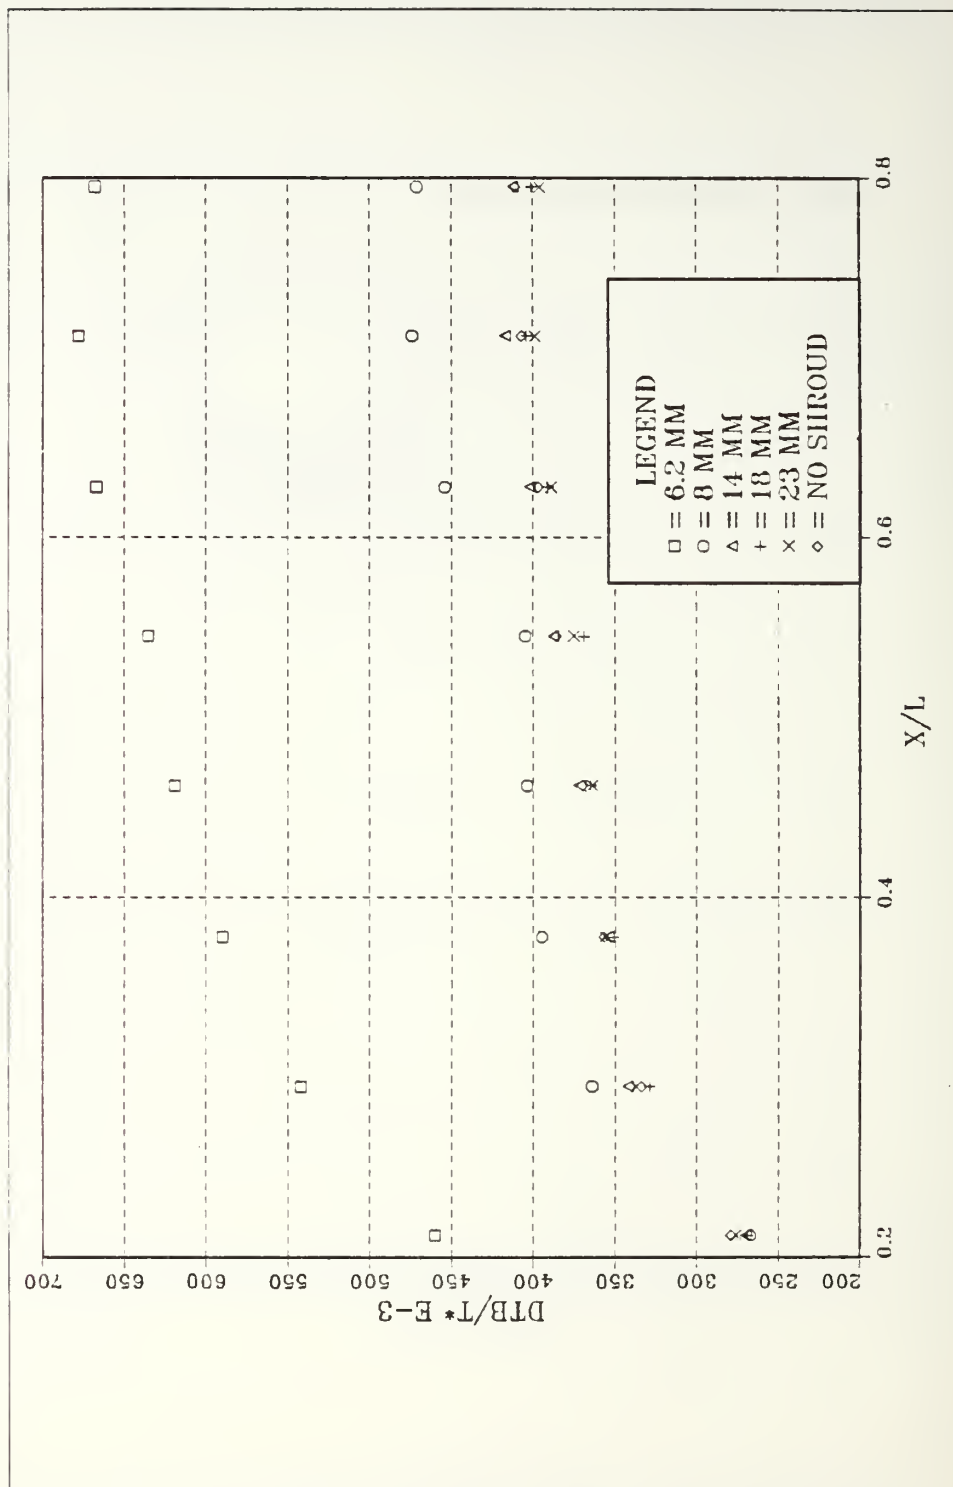 DTB/T* E-3
700
650
600
550
500
450
400
350
300
250
200
0.2
0.4
0.6
0.8
X/L
LEGEND
□ = 6.2 MM
○ = 8 MM
△ = 14 MM
+ = 18 MM
× = 23 MM
◇ = NO SHROUD